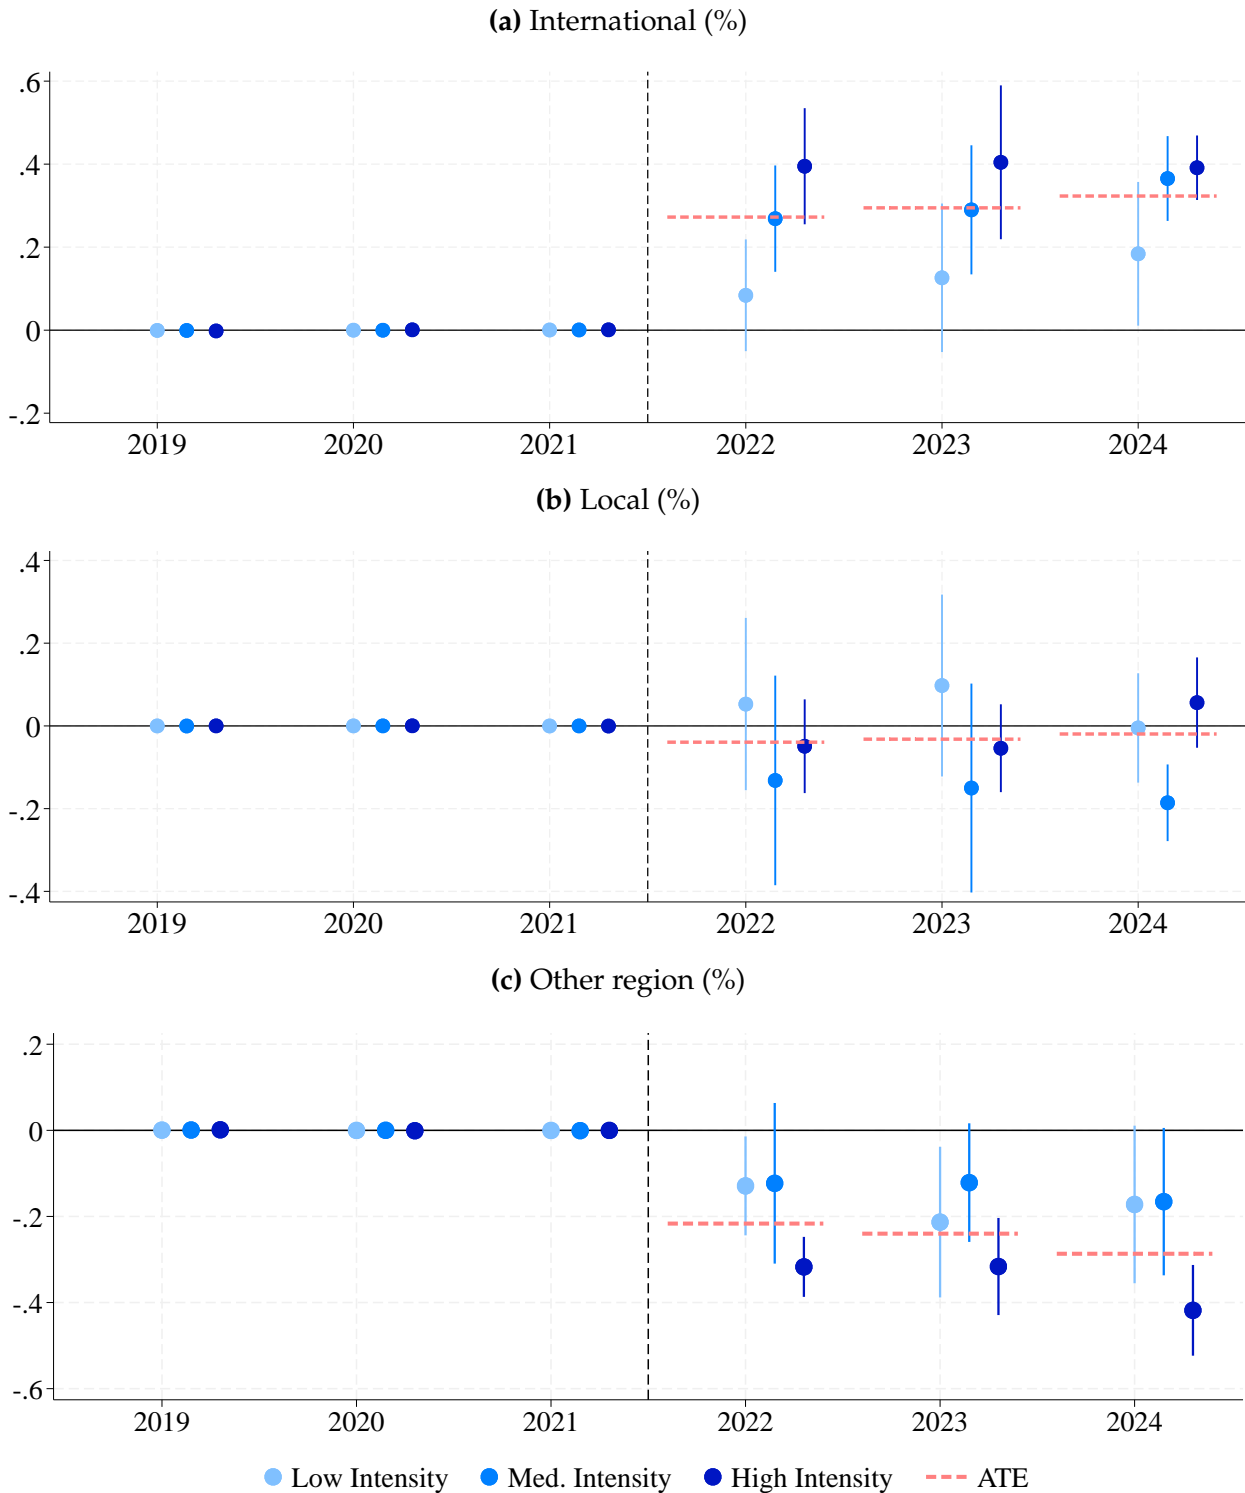 (a) International (%)
.6
.4
.2
0
-.2
2019 2020 2021 2022 2023 2024
(b) Local (%)
.4
.2
0
-.2
-.4
2019 2020 2021 2022 2023 2024
(c) Other region (%)
.2
0
-.2
-.4
-.6
2019 2020 2021 2022 2023 2024
Low Intensity Med. Intensity High Intensity ATE